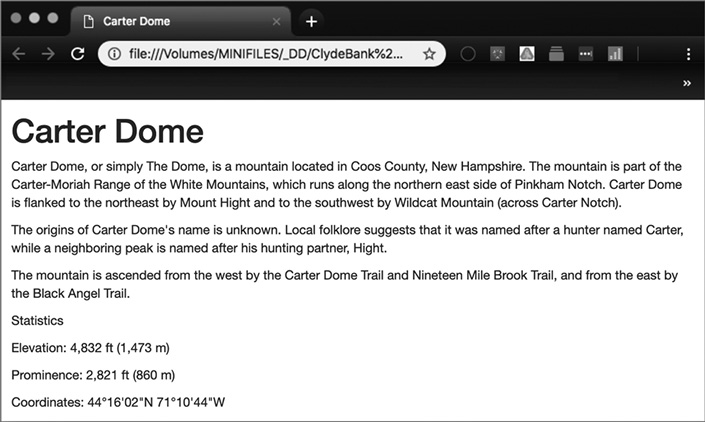 Carter Dome
file:///Volumes/MINIFILES/_DD/ClydeBank%2...
Carter Dome
Carter Dome, or simply The Dome, is a mountain located in Coos County, New Hampshire. The mountain is part of the
Carter-Moriah Range of the White Mountains, which runs along the northern east side of Pinkham Notch. Carter Dome
is flanked to the northeast by Mount Hight and to the southwest by Wildcat Mountain (across Carter Notch).
The origins of Carter Dome's name is unknown. Local folklore suggests that it was named after a hunter named Carter,
while a neighboring peak is named after his hunting partner, Hight.
The mountain is ascended from the west by the Carter Dome Trail and Nineteen Mile Brook Trail, and from the east by
the Black Angel Trail.
Statistics
Elevation: 4,832 ft (1,473 m)
Prominence: 2,821 ft (860 m)
Coordinates: 44°16'02"N 71°10'44"W